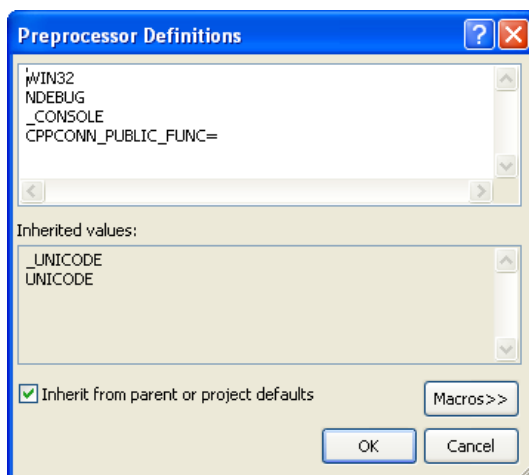 Preprocessor Definitions
WIN32
NDEBUG
_CONSOLE
CPPCONN_PUBLIC_FUNC=
Inherited values:
_UNICODE
UNICODE
Inherit from parent or project defaults
Macros>>
OK
Cancel